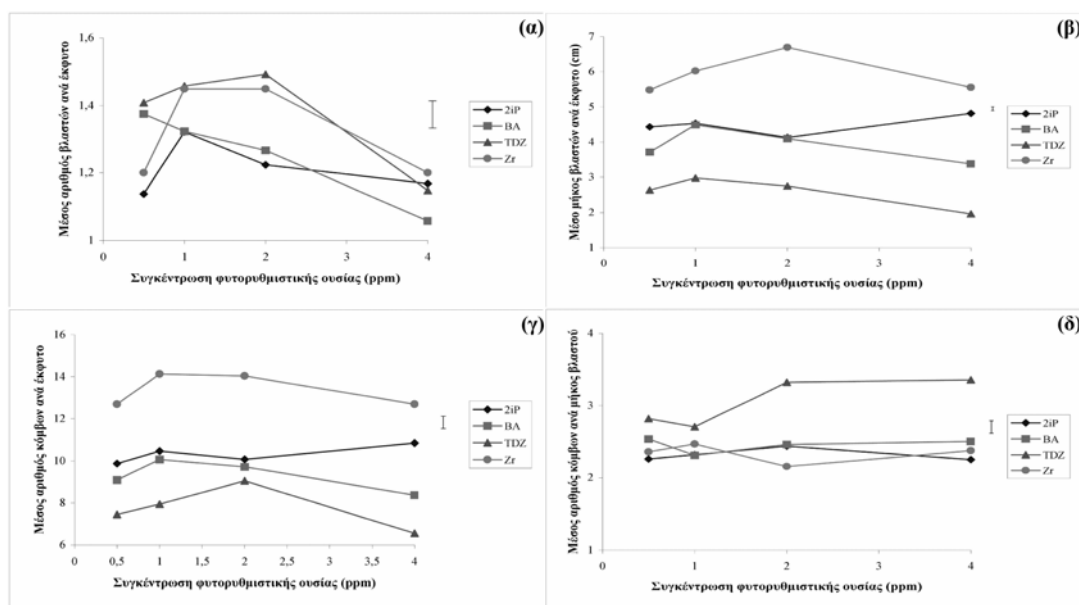 (α)
Μέσος αριθμός βλαστών ανά έκφυτο
1,6
1,4
1,2
1
0 1 2 3 4
Συγκέντρωση φυτορυθμιστικής ουσίας (ppm)
2iP
BA
TDZ
Zr
(β)
Μέσο μήκος βλαστών ανά έκφυτο (cm)
7
6
5
4
3
2
1
0 1 2 3 4
Συγκέντρωση φυτορυθμιστικής ουσίας (ppm)
2iP
BA
TDZ
Zr
(γ)
Μέσος αριθμός κόμβων ανά έκφυτο
16
14
12
10
8
6
0 0,5 1 1,5 2 2,5 3 3,5 4
Συγκέντρωση φυτορυθμιστικής ουσίας (ppm)
2iP
BA
TDZ
Zr
(δ)
Μέσος αριθμός κόμβων ανά μήκος βλαστού
4
3
2
1
0 1 2 3 4
Συγκέντρωση φυτορυθμιστικής ουσίας (ppm)
2iP
BA
TDZ
Zr